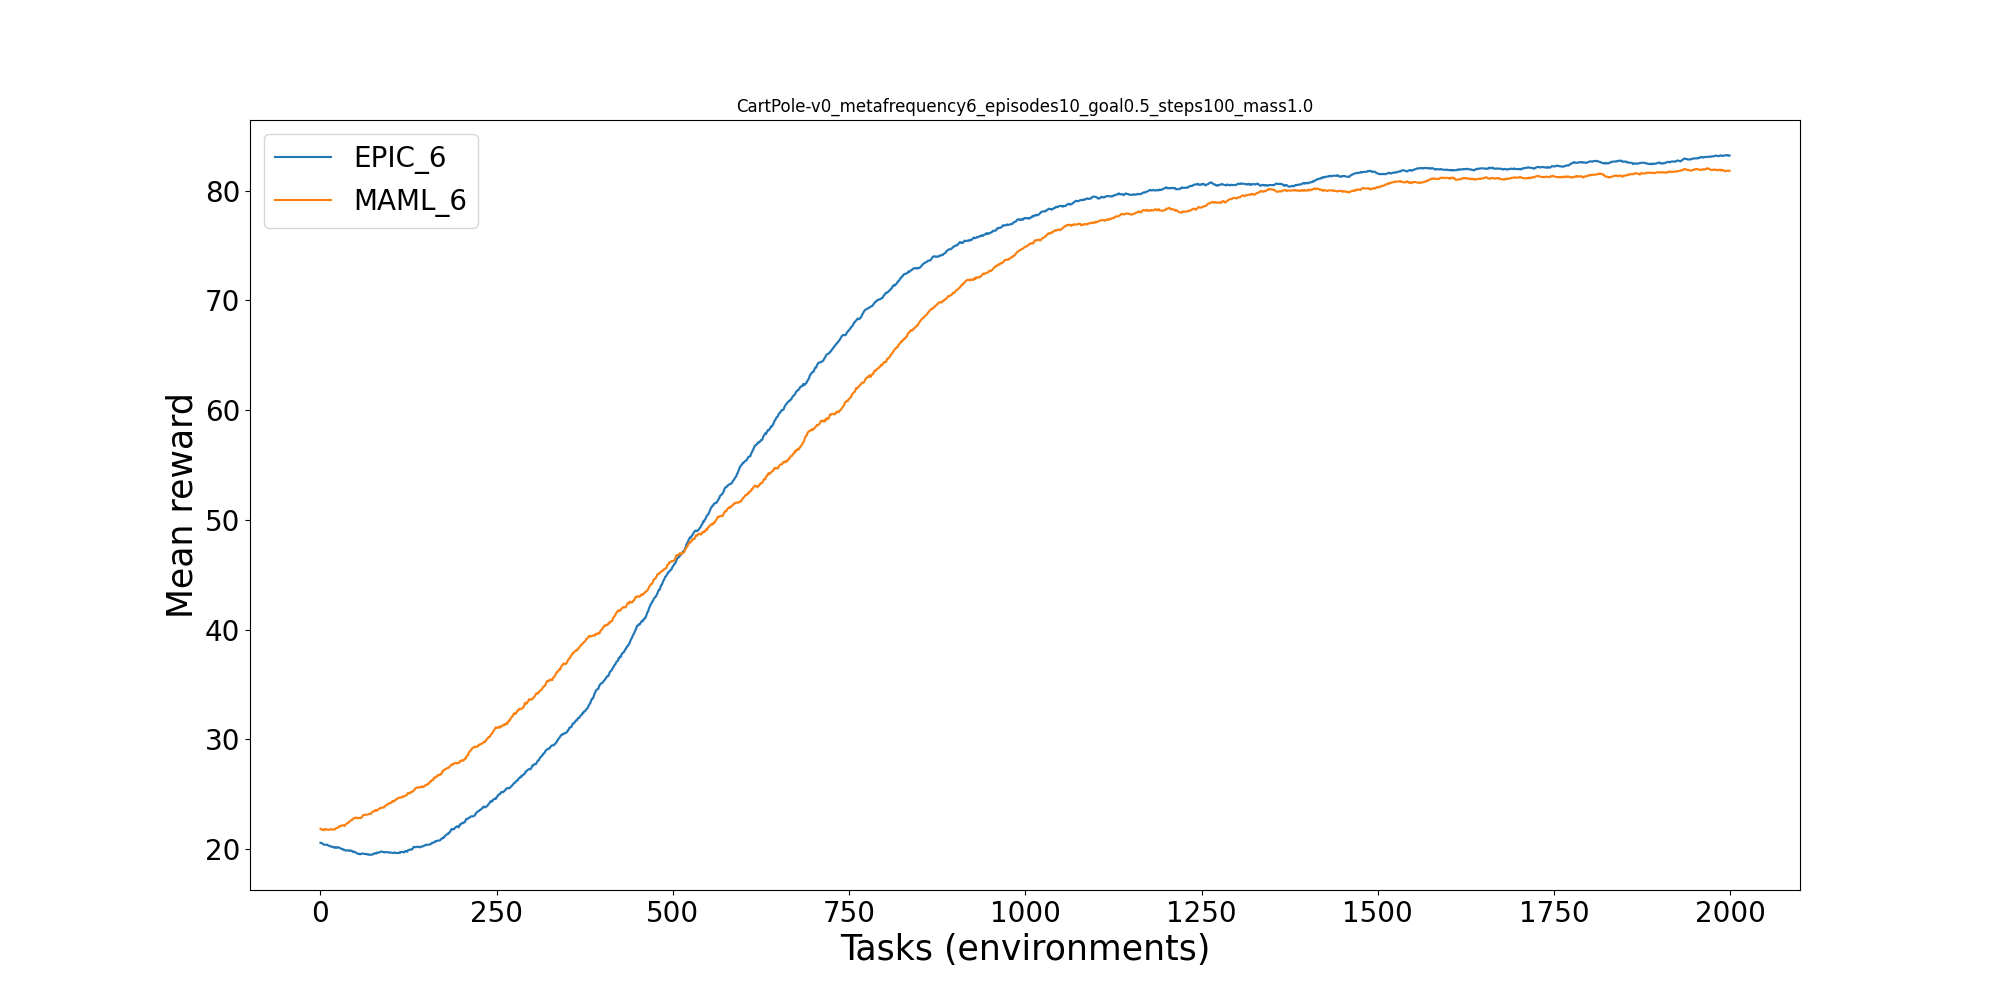 CartPole-v0_metafrequency6_episodes10_goal0.5_steps100_mass1.0
EPIC_6
MAML_6
Mean reward
80
70
60
50
40
30
20
0 250 500 750 1000 1250 1500 1750 2000
Tasks (environments)